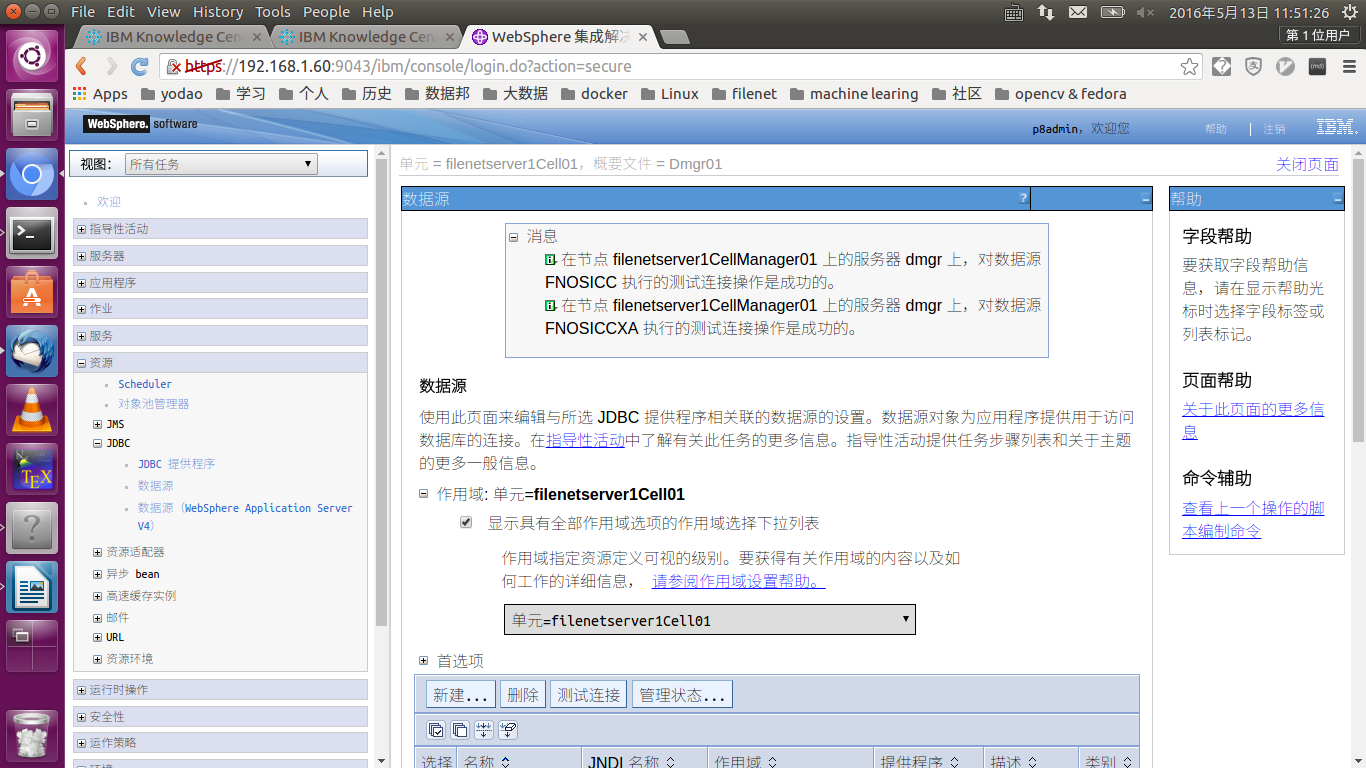 File Edit View History Tools People Help
2016年5月13日 11:51:26
IBM Knowledge Cen
IBM Knowledge Cen
WebSphere 集成解决
第 1 位用户
https://192.168.1.60:9043/ibm/console/login.do?action=secure
Apps yodao 学习 个人 历史 数据邦 大数据 docker Linux filenet machine learing 社区 opencv & fedora
WebSphere. software
p8admin，欢迎您
帮助
注销
IBM.
视图：
所有任务
欢迎
指导性活动
服务器
应用程序
作业
服务
资源
Scheduler
对象池管理器
JMS
JDBC
JDBC 提供程序
数据源
数据源（WebSphere Application Server
V4）
资源适配器
异步 bean
高速缓存实例
邮件
URL
资源环境
运行时操作
安全性
运作策略
环境
单元 = filenetserver1Cell01，概要文件 = Dmgr01
关闭页面
数据源
?
消息
在节点 filenetserver1CellManager01 上的服务器 dmgr 上，对数据源
FNOSICC 执行的测试连接操作是成功的。
在节点 filenetserver1CellManager01 上的服务器 dmgr 上，对数据源
FNOSICCXA 执行的测试连接操作是成功的。
数据源
使用此页面来编辑与所选 JDBC 提供程序相关联的数据源的设置。数据源对象为应用程序提供用于访问
数据库的连接。在指导性活动中了解有关此任务的更多信息。指导性活动提供任务步骤列表和关于主题
的更多一般信息。
作用域: 单元=filenetserver1Cell01
显示具有全部作用域选项的作用域选择下拉列表
作用域指定资源定义可视的级别。要获得有关作用域的内容以及如
何工作的详细信息， 请参阅作用域设置帮助。
单元=filenetserver1Cell01
首选项
新建... 删除 测试连接 管理状态...
选择 名称 JNDI 名称 作用域 提供程序 描述 类别
帮助
字段帮助
要获取字段帮助信
息，请在显示帮助光
标时选择字段标签或
列表标记。
页面帮助
关于此页面的更多信
息
命令辅助
查看上一个操作的脚
本编制命令